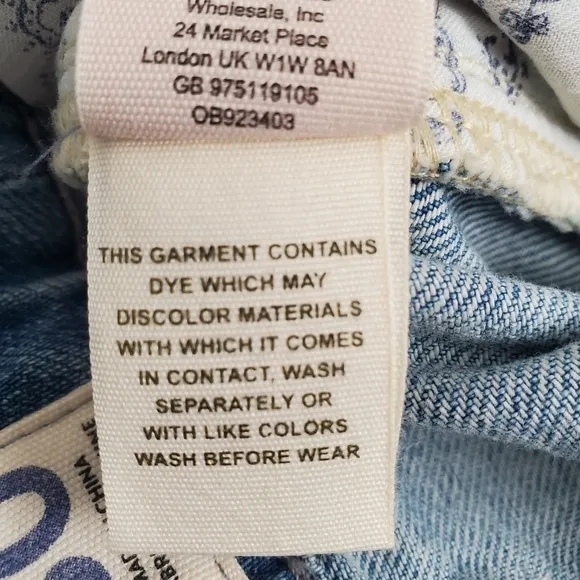 Wholesale, Inc
24 Market Place
London UK W1W 8AN
GB 975119105
OB923403
THIS GARMENT CONTAINS
DYE WHICH MAY
DISCOLOR MATERIALS
WITH WHICH IT COMES
IN CONTACT, WASH
SEPARATELY OR
WITH LIKE COLORS
WASH BEFORE WEAR
CHINA